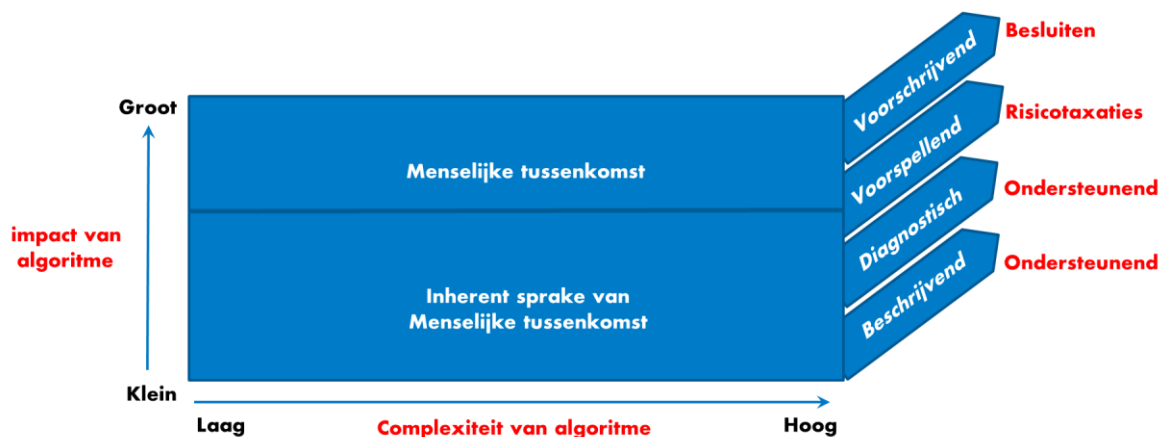 Besluiten
Voorschrijvend
Groot
Risicotaxaties
Voorspellend
Menselijke tussenkomst
Ondersteunend
Diagnostisch
impact van
algoritme
Ondersteunend
Beschrijvend
Inherent sprake van
Menselijke tussenkomst
Klein
Laag
Complexiteit van algoritme
Hoog